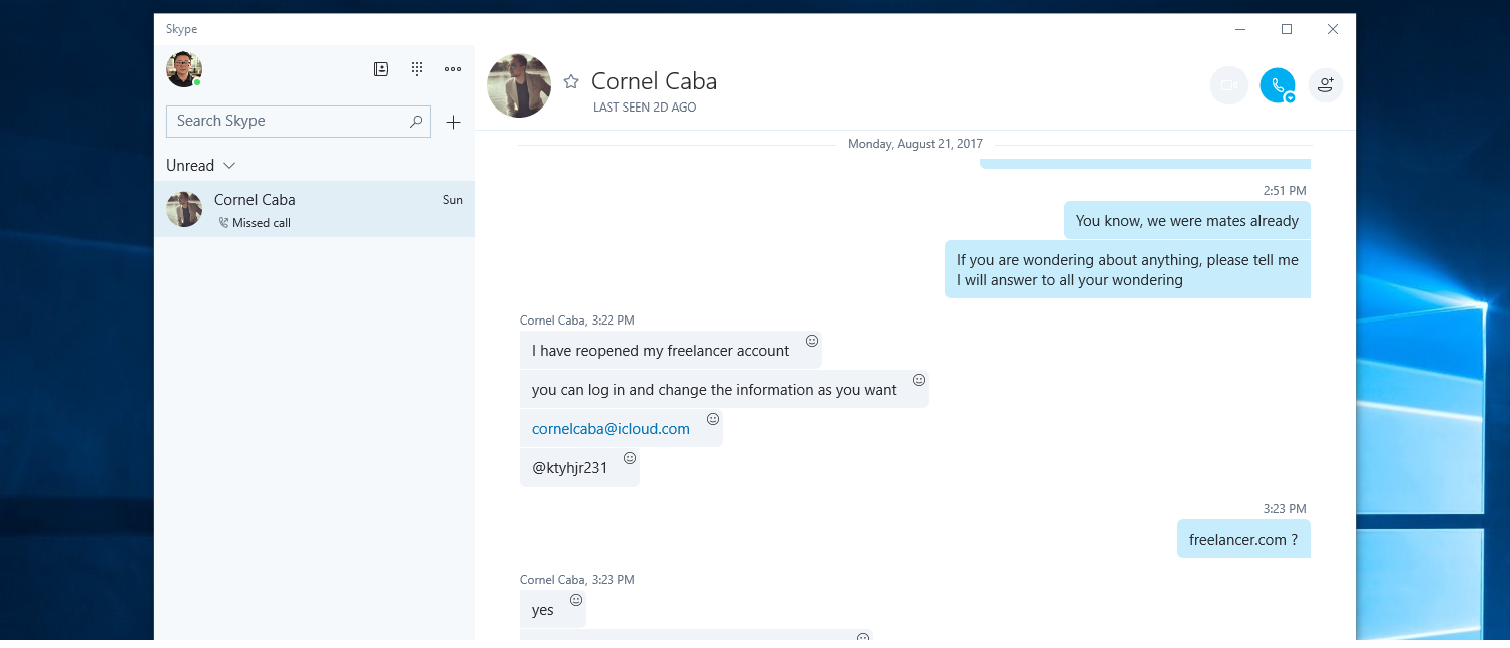 Skype
Search Skype
Unread
Cornel Caba
Sun
Missed call
Cornel Caba
LAST SEEN 2D AGO
Monday, August 21, 2017
2:51 PM
You know, we were mates already
If you are wondering about anything, please tell me
I will answer to all your wondering
Cornel Caba, 3:22 PM
I have reopened my freelancer account
you can log in and change the information as you want
cornelcaba@icloud.com
@ktyhjr231
3:23 PM
freelancer.com ?
Cornel Caba, 3:23 PM
yes